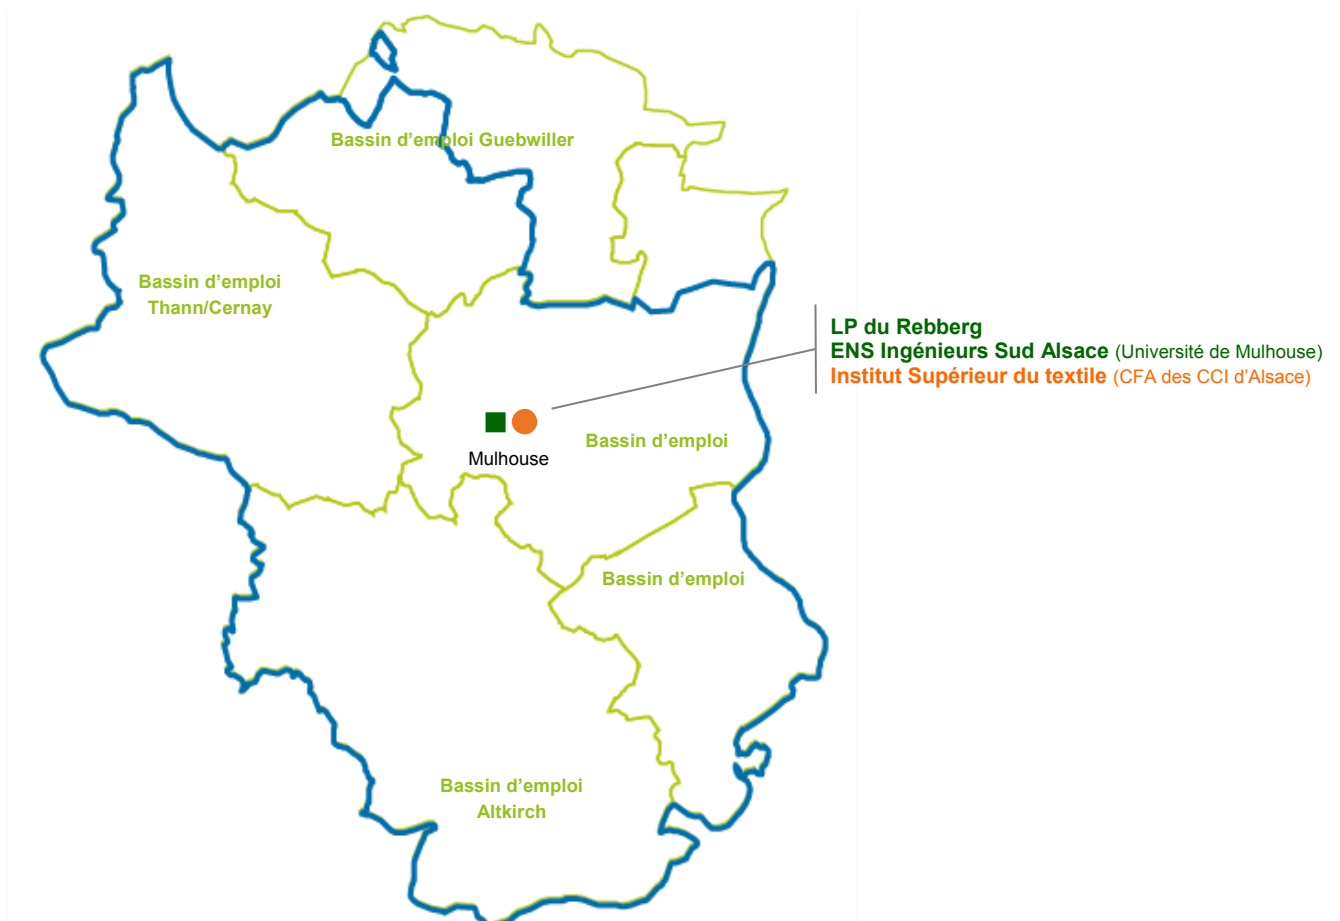 Bassin d'emploi Guebwiller
Bassin d'emploi
Thann/Cernay
LP du Rebberg
ENS Ingénieurs Sud Alsace (Université de Mulhouse)
Institut Supérieur du textile (CFA des CCI d'Alsace)
Bassin d'emploi
Mulhouse
Bassin d'emploi
Bassin d'emploi
Altkirch